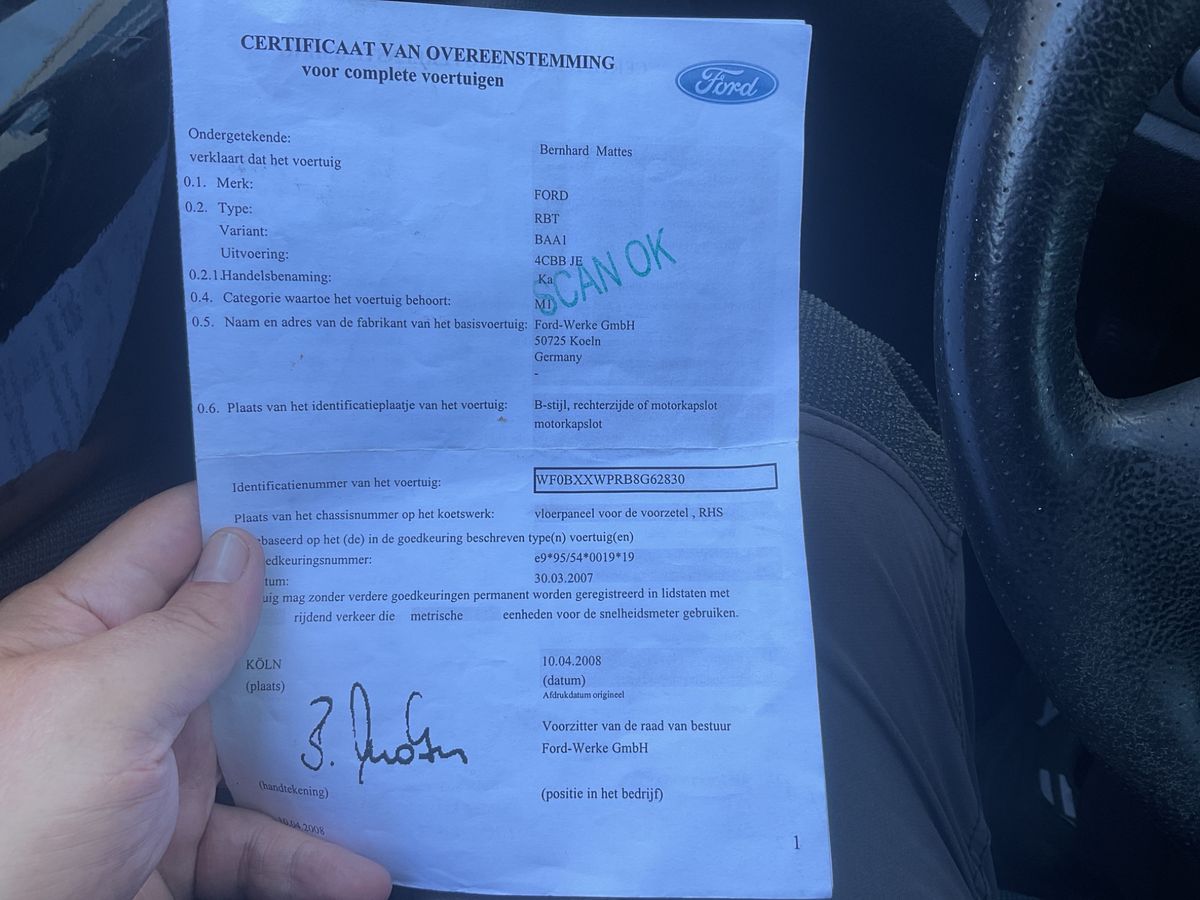 CERTIFICAAT VAN OVEREENSTEMMING
voor complete voertuigen
Ford
Ondergetekende: Bernhard Mattes
verklaart dat het voertuig
0.1. Merk: FORD
0.2. Type: RBT
Variant: BAA1
Uitvoering: 4CBB JE
0.2.1.Handelsbenaming: Ka
SCAN OK
0.4. Categorie waartoe het voertuig behoort: M1
0.5. Naam en adres van de fabrikant van het basisvoertuig: Ford-Werke GmbH
50725 Koeln
Germany
-
0.6. Plaats van het identificatieplaatje van het voertuig: B-stijl, rechterzijde of motorkapslot
motorkapslot
Identificatienummer van het voertuig: WF0BXXWPRB8G62830
Plaats van het chassisnummer op het koetswerk: vloerpaneel voor de voorzetel , RHS
ebaseerd op het (de) in de goedkeuring beschreven type(n) voertuig(en)
edkeuringsnummer: e9*95/54*0019*19
tum: 30.03.2007
uig mag zonder verdere goedkeuringen permanent worden geregistreerd in lidstaten met
rijdend verkeer die metrische eenheden voor de snelheidsmeter gebruiken.
KÖLN 10.04.2008
(plaats) (datum)
Afdrukdatum origineel
Voorzitter van de raad van bestuur
Ford-Werke GmbH
(handtekening) (positie in het bedrijf)
10.04.2008
1